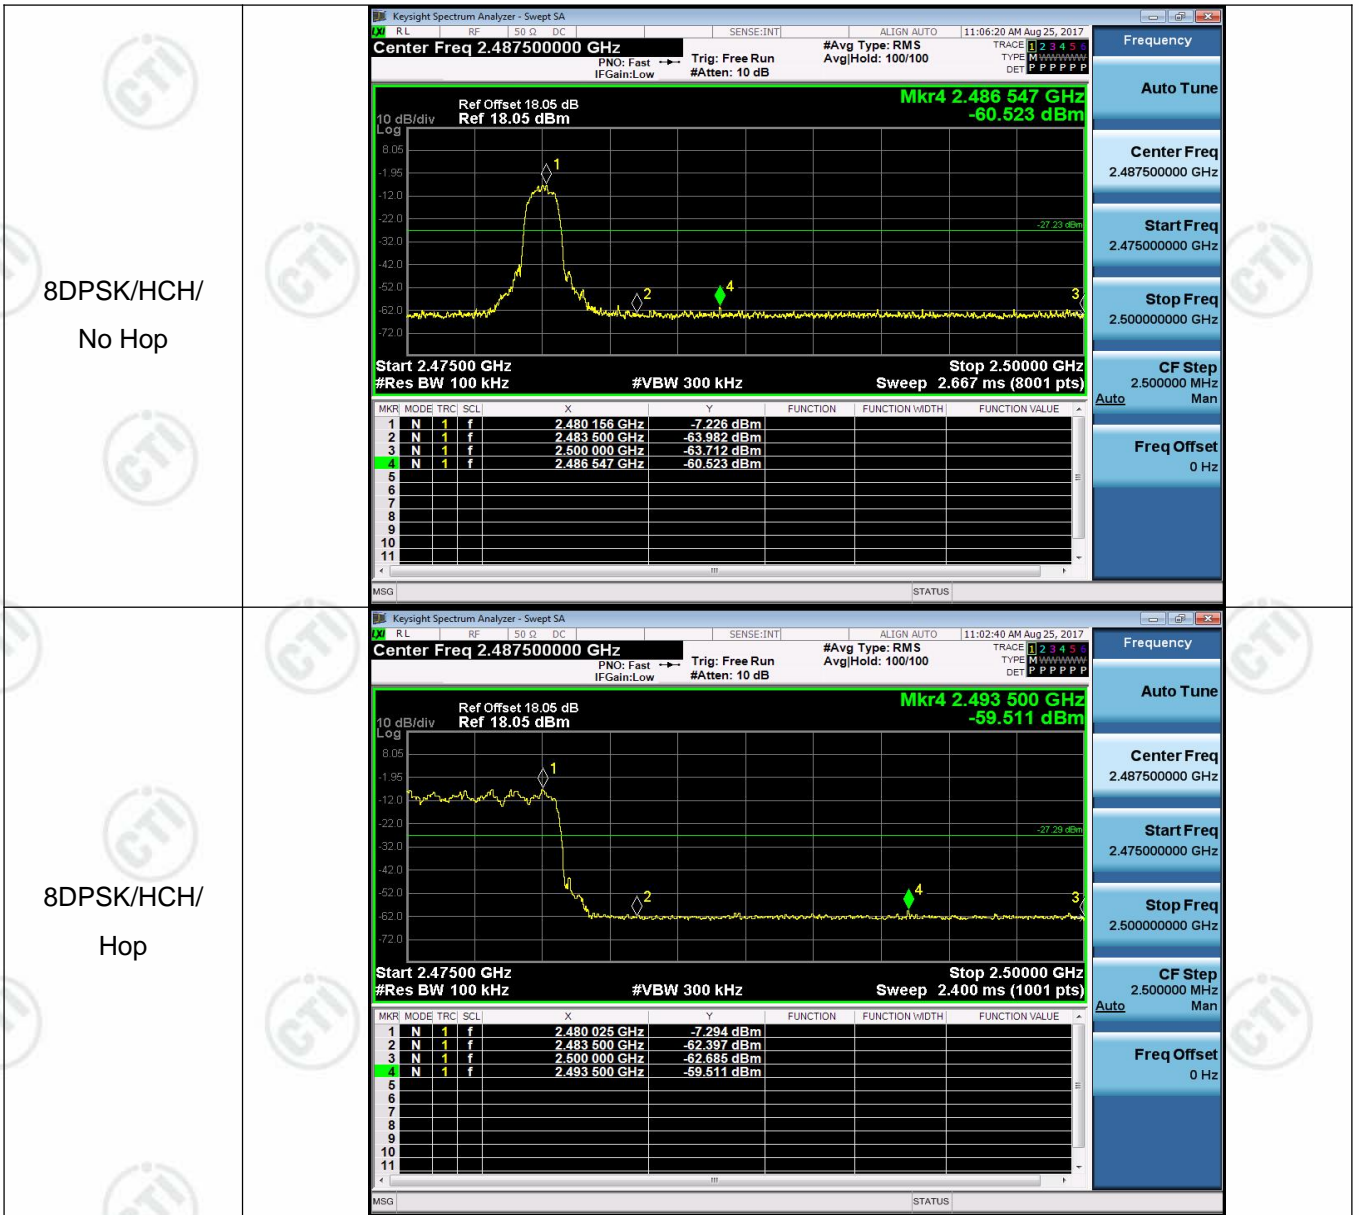 8DPSK/HCH/
No Hop
Keysight Spectrum Analyzer - Swept SA
LXI RL RF 50 Ω DC SENSE:INT ALIGN AUTO 11:06:20 AM Aug 25, 2017
Center Freq 2.487500000 GHz
PNO: Fast
IFGain:Low
Trig: Free Run
#Atten: 10 dB
#Avg Type: RMS
Avg|Hold: 100/100
TRACE 1 2 3 4 5 6
TYPE M WWWWW
DET P P P P P P
Mkr4 2.486 547 GHz
-60.523 dBm
Ref Offset 18.05 dB
10 dB/div Ref 18.05 dBm
Log
8.05
-1.95
-12.0
-22.0
-32.0
-42.0
-52.0
-62.0
-72.0
1
2
4
3
-27.23 dBm
Start 2.47500 GHz Stop 2.50000 GHz
#Res BW 100 kHz #VBW 300 kHz Sweep 2.667 ms (8001 pts)
MKR MODE TRC SCL X Y FUNCTION FUNCTION WIDTH FUNCTION VALUE
1 N 1 f 2.480 156 GHz -7.226 dBm
2 N 1 f 2.483 500 GHz -63.982 dBm
3 N 1 f 2.500 000 GHz -63.712 dBm
4 N 1 f 2.486 547 GHz -60.523 dBm
5
6
7
8
9
10
11
MSG STATUS
Frequency
Auto Tune
Center Freq
2.487500000 GHz
Start Freq
2.475000000 GHz
Stop Freq
2.500000000 GHz
CF Step
2.500000 MHz
Auto Man
Freq Offset
0 Hz
8DPSK/HCH/
Hop
Keysight Spectrum Analyzer - Swept SA
LXI RL RF 50 Ω DC SENSE:INT ALIGN AUTO 11:02:40 AM Aug 25, 2017
Center Freq 2.487500000 GHz
PNO: Fast
IFGain:Low
Trig: Free Run
#Atten: 10 dB
#Avg Type: RMS
Avg|Hold: 100/100
TRACE 1 2 3 4 5 6
TYPE M WWWWW
DET P P P P P P
Mkr4 2.493 500 GHz
-59.511 dBm
Ref Offset 18.05 dB
10 dB/div Ref 18.05 dBm
Log
8.05
-1.95
-12.0
-22.0
-32.0
-42.0
-52.0
-62.0
-72.0
1
2
4
3
-27.29 dBm
Start 2.47500 GHz Stop 2.50000 GHz
#Res BW 100 kHz #VBW 300 kHz Sweep 2.400 ms (1001 pts)
MKR MODE TRC SCL X Y FUNCTION FUNCTION WIDTH FUNCTION VALUE
1 N 1 f 2.480 025 GHz -7.294 dBm
2 N 1 f 2.483 500 GHz -62.397 dBm
3 N 1 f 2.500 000 GHz -62.685 dBm
4 N 1 f 2.493 500 GHz -59.511 dBm
5
6
7
8
9
10
11
MSG STATUS
Frequency
Auto Tune
Center Freq
2.487500000 GHz
Start Freq
2.475000000 GHz
Stop Freq
2.500000000 GHz
CF Step
2.500000 MHz
Auto Man
Freq Offset
0 Hz
CTI
CTI
CTI
CTI
CTI
CTI
CTI
CTI
CTI